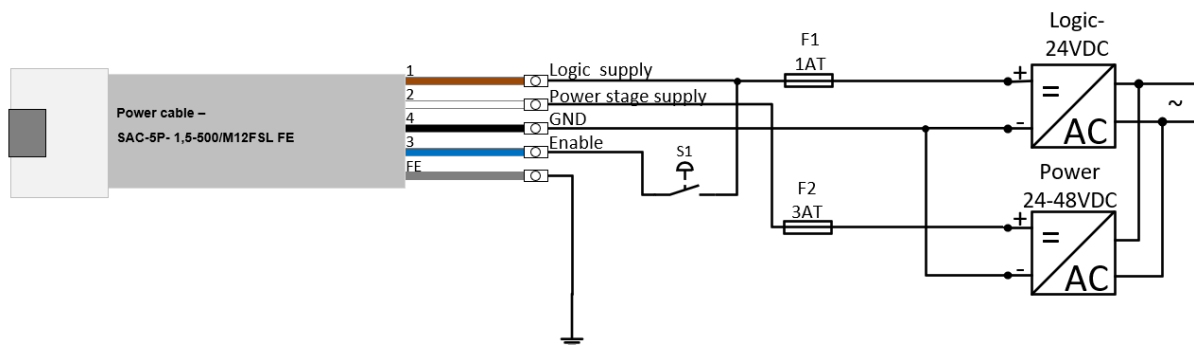 Power cable –
SAC-5P- 1,5-500/M12FSL FE
1
Logic  supply
2
Power stage supply
4
GND
3
Enable
FE
S1
F1
1AT
F2
3AT
Logic-
24VDC
+
=
-
AC
~
Power
24-48VDC
+
=
-
AC